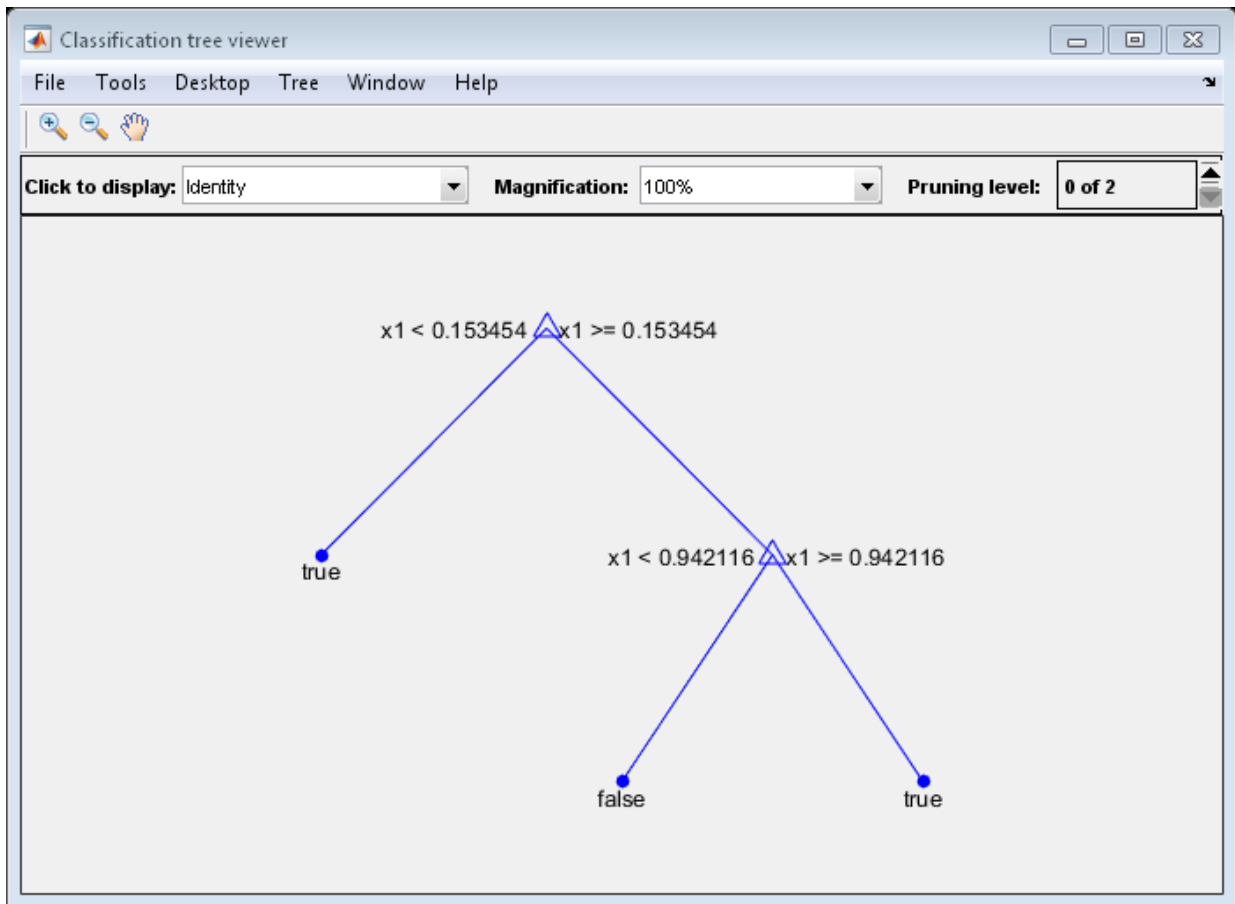 Classification tree viewer
File Tools Desktop Tree Window Help
Click to display: Identity Magnification: 100% Pruning level: 0 of 2
x1 < 0.153454 x1 >= 0.153454
x1 < 0.942116 x1 >= 0.942116
true
false true